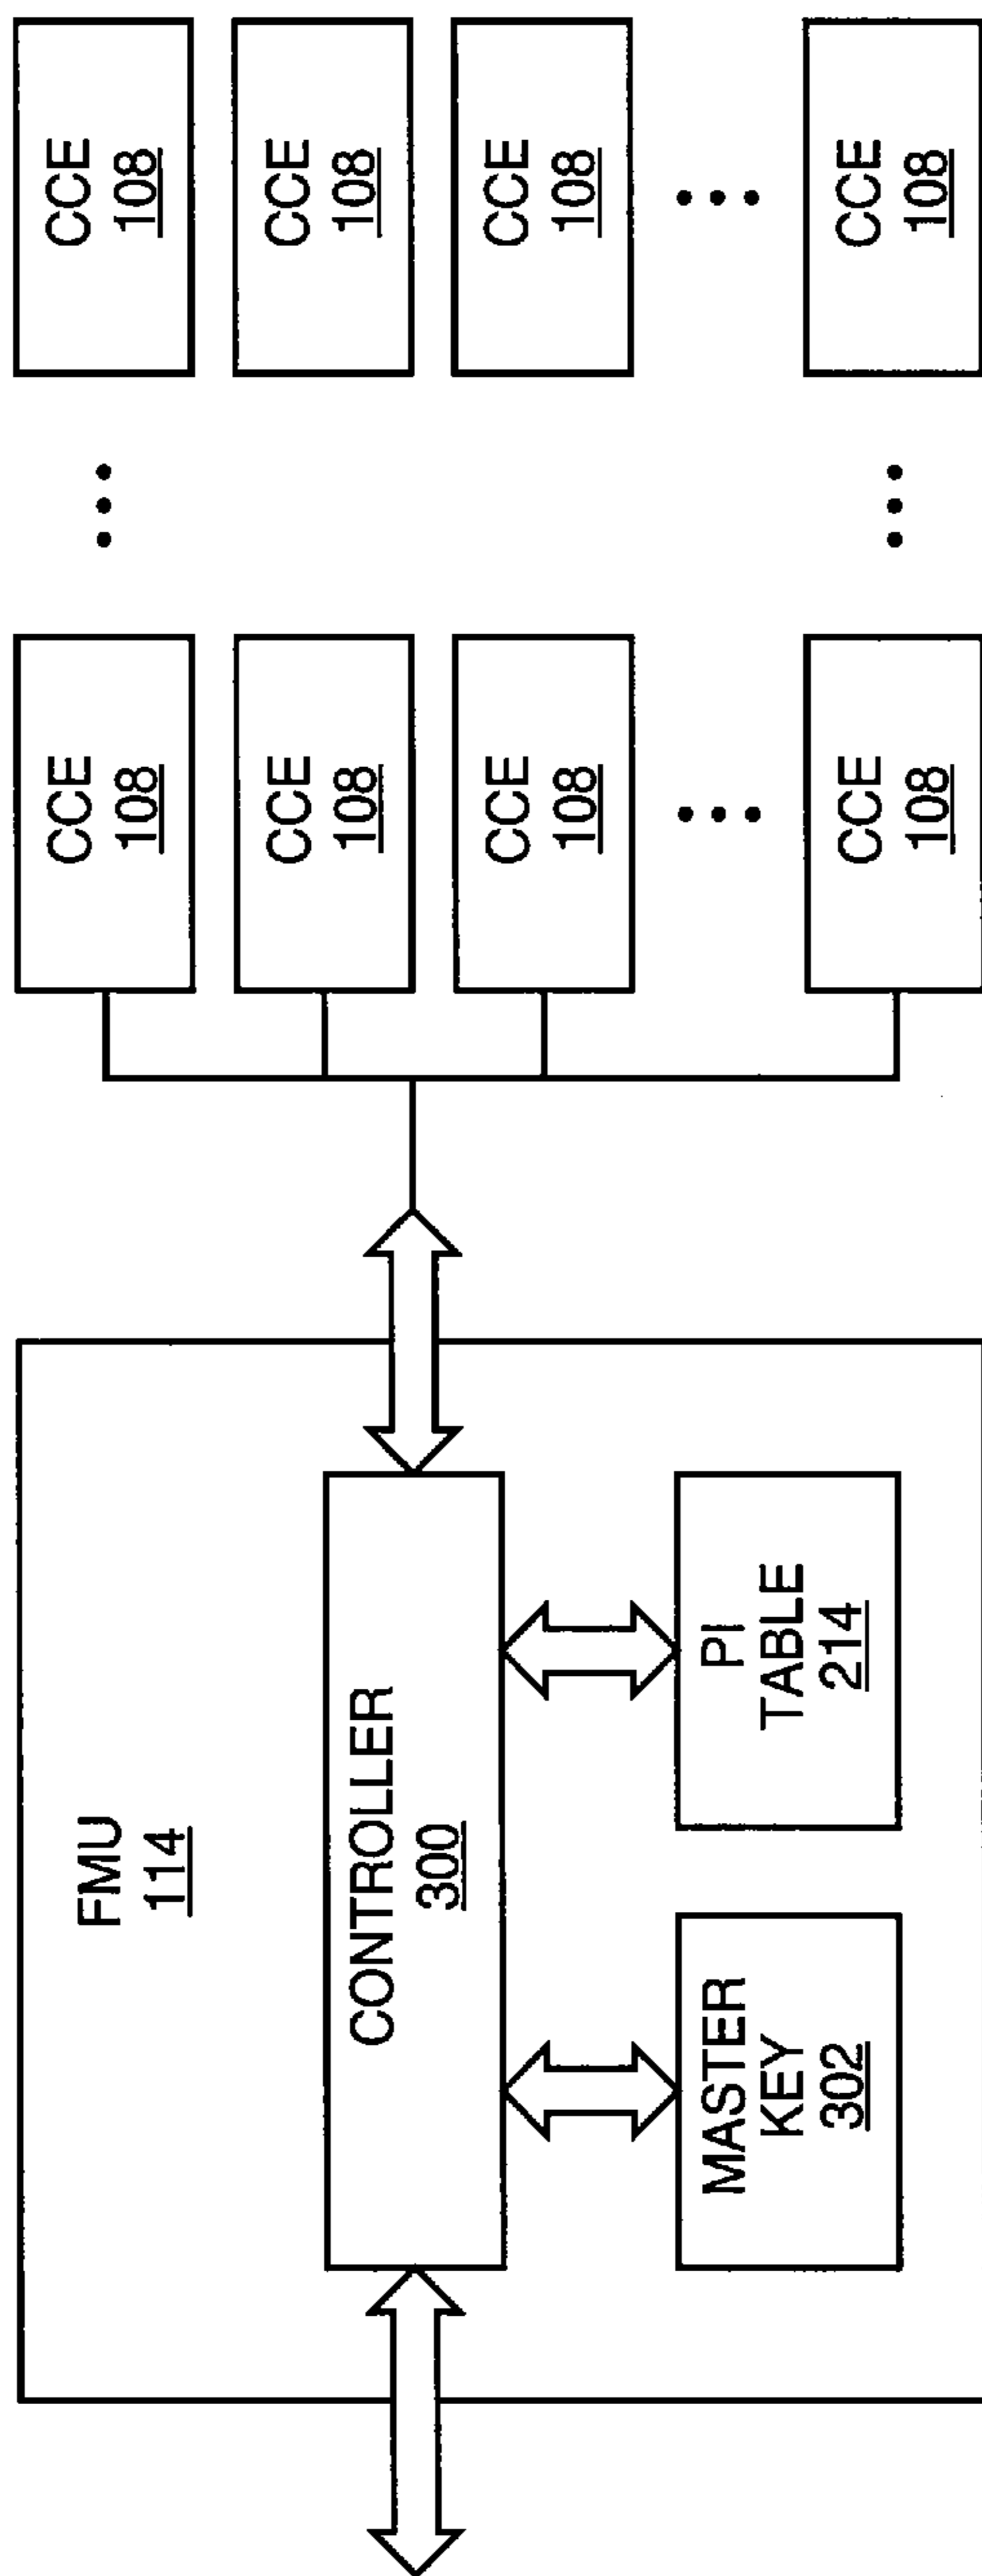 FMU
114
CONTROLLER
300
MASTER
KEY
302
PI
TABLE
214
CCE
108
CCE
108
CCE
108
CCE
108
CCE
108
CCE
108
CCE
108
CCE
108